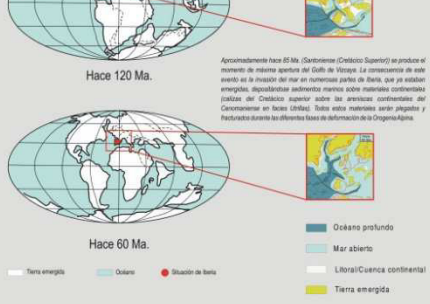 Hace 120 Ma.
Aproximadamente hace 85 Ma. (Santoniense (Cretácico Superior)) se produce el
momento de máxima apertura del Golfo de Vizcaya. La consecuencia de este
evento es la invasión del mar en numerosas partes de Iberia, que ya estaban
emergidas, depositándose sedimentos marinos sobre materiales continentales
(calizas del Cretácico superior sobre las areniscas continentales del
Cenomaniense en facies Utrillas). Todos estos materiales serán plegados y
fracturados durante las diferentes fases de deformación de la Orogenia Alpina.
Hace 60 Ma.
Océano profundo
Mar abierto
Litoral/Cuenca continental
Tierra emergida
Tierra emergida
Océano
Situación de Iberia